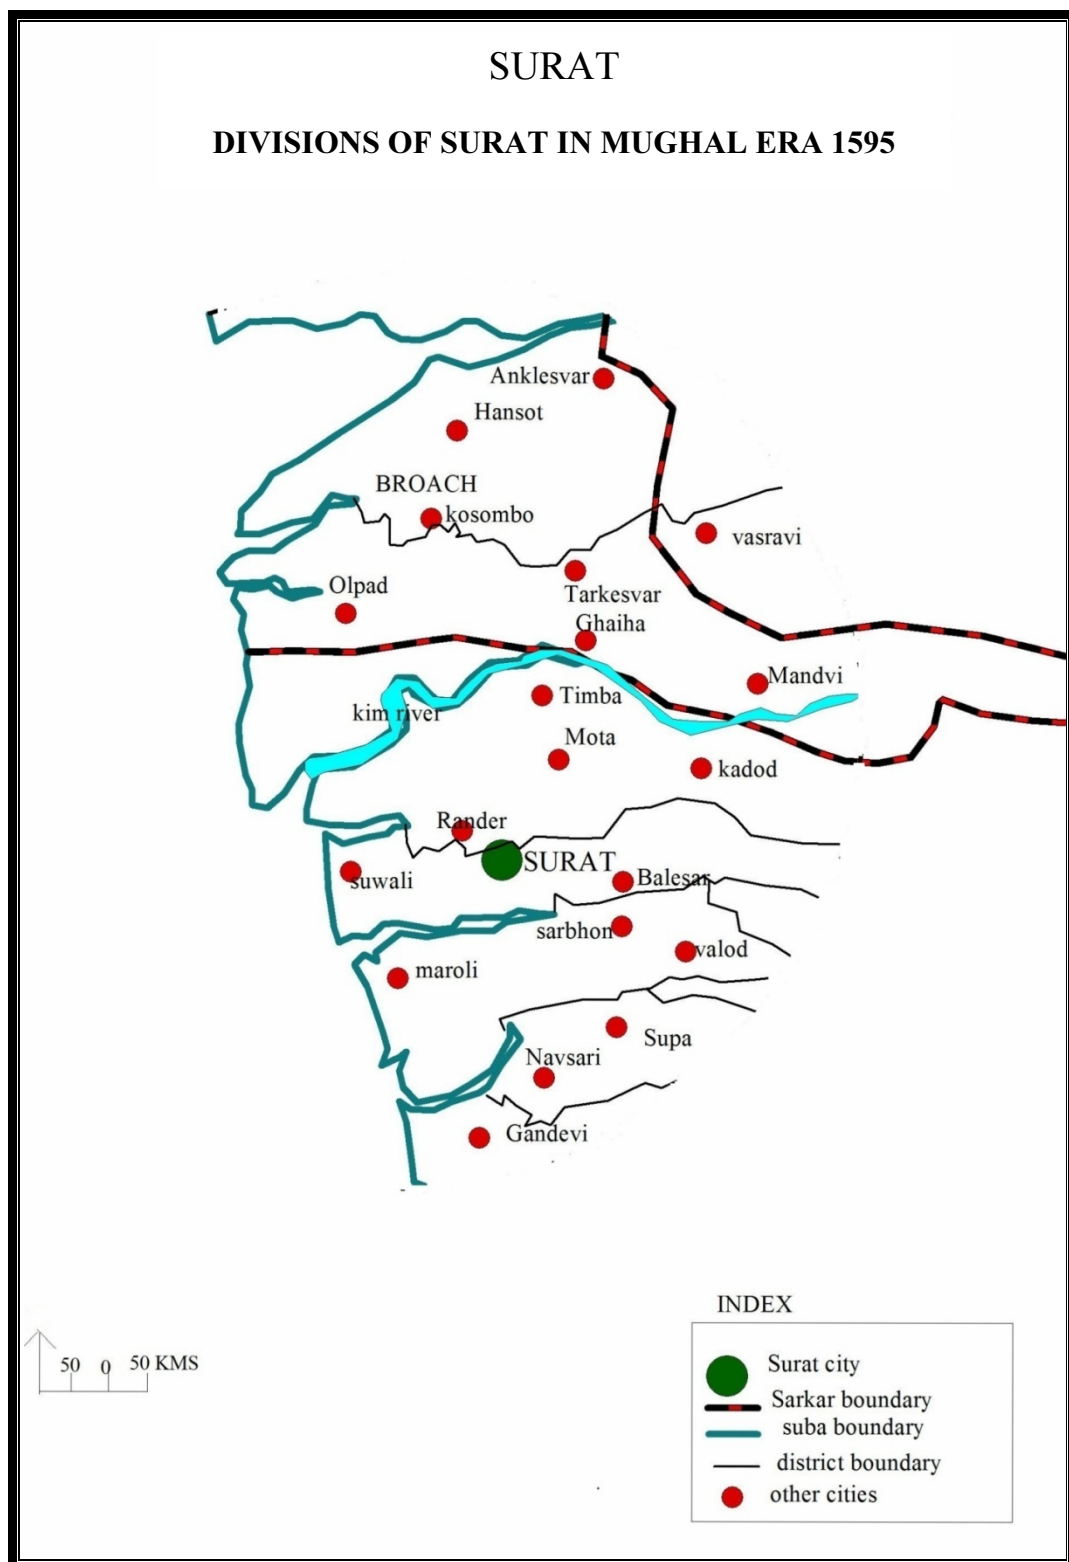 SURAT
DIVISIONS OF SURAT IN MUGHAL ERA 1595
Anklesvar
Hansot
BROACH
kosombo
vasravi
Olpad
Tarkesvar
Ghaiha
Mandvi
Timba
kim river
Mota
kadod
Rander
SURAT
suwali
Balesar
sarbhon
valod
maroli
Supa
Navsari
Gandevi
INDEX
50 0 50 KMS
Surat city
Sarkar boundary
suba boundary
district boundary
other cities